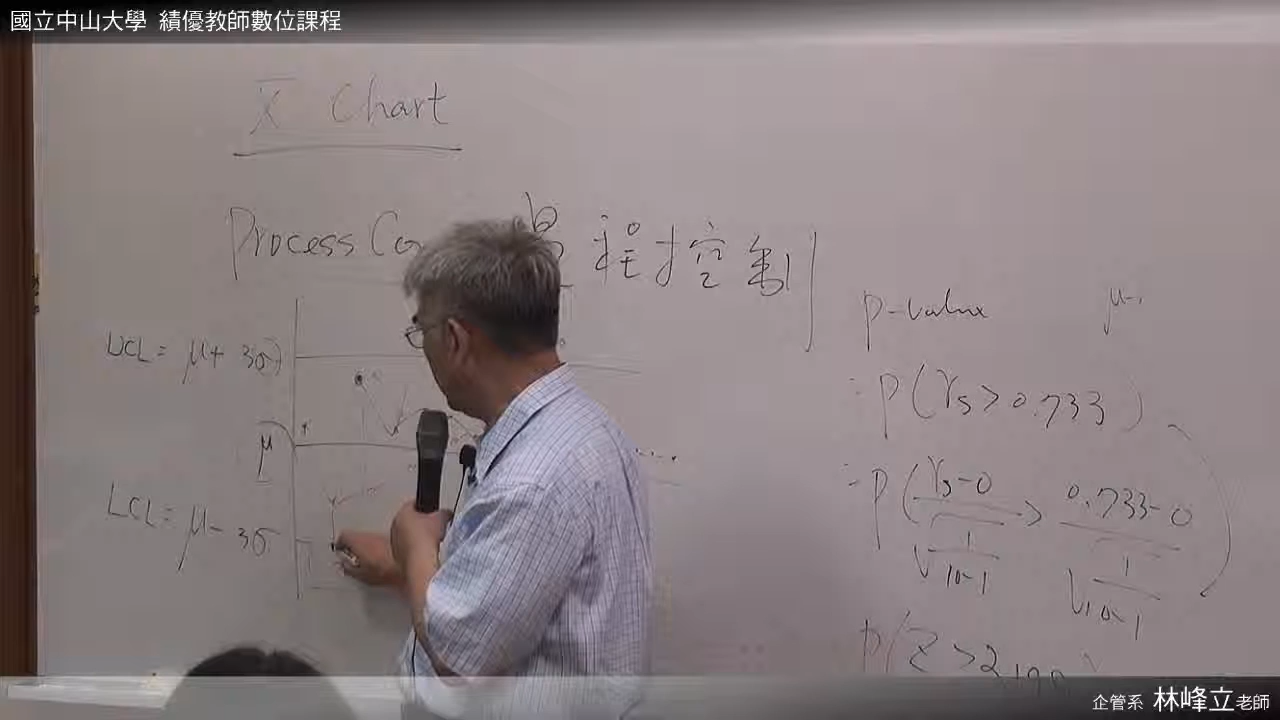 國立中山大學 績優教師數位課程
X̄ Chart
Process Co 程控制
UCL = μ + 3σ
μ
LCL = μ - 3σ
p-value
= P(rs > 0.733)
= P(rs-0/√1/10-1 > 0.733-0/√1/10-1)
P(Z > 2.199)
企管系 林峰立老師